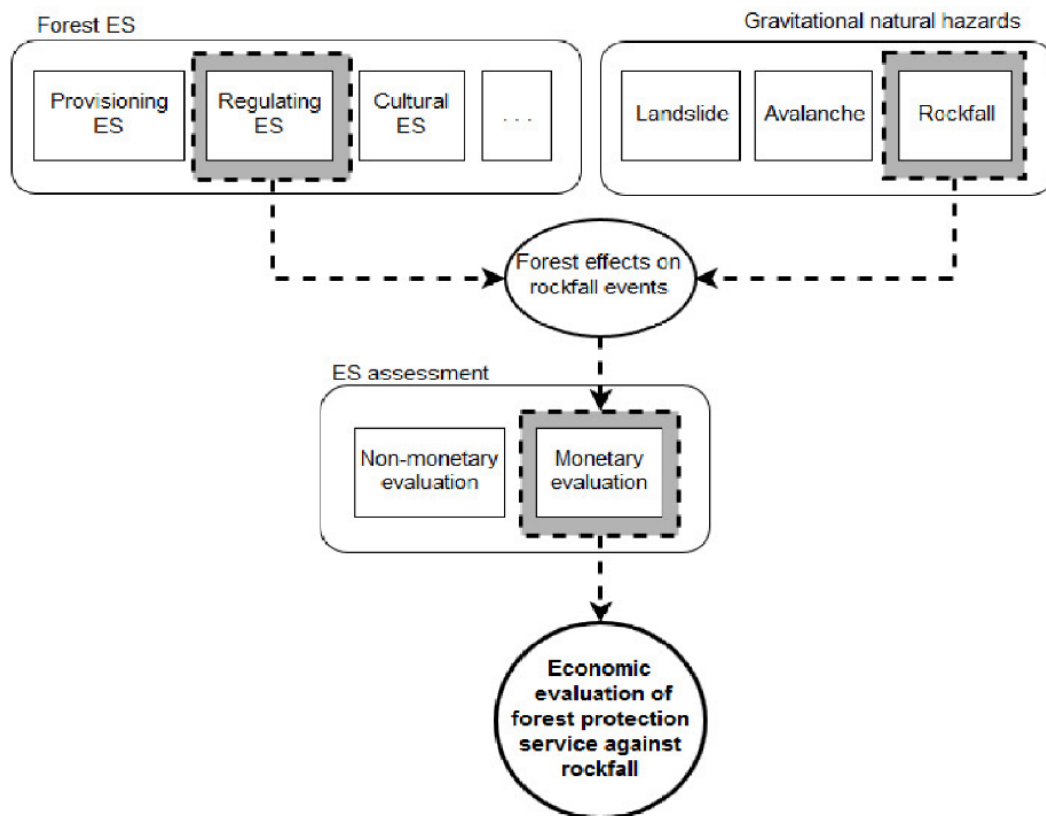 Forest ES
Gravitational natural hazards
Provisioning
ES
Regulating
ES
Cultural
ES
. . .
Landslide
Avalanche
Rockfall
Forest effects on
rockfall events
ES assessment
Non-monetary
evaluation
Monetary
evaluation
Economic
evaluation of
forest protection
service against
rockfall